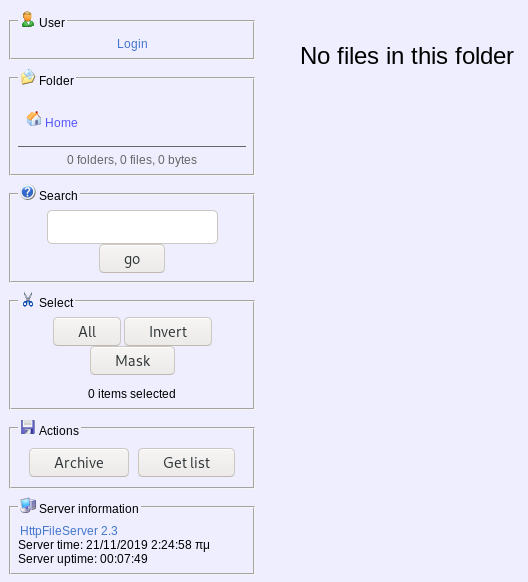 User
Login
Folder
Home
0 folders, 0 files, 0 bytes
Search
go
Select
All Invert
Mask
0 items selected
Actions
Archive Get list
Server information
HttpFileServer 2.3
Server time: 21/11/2019 2:24:58 πμ
Server uptime: 00:07:49
No files in this folder